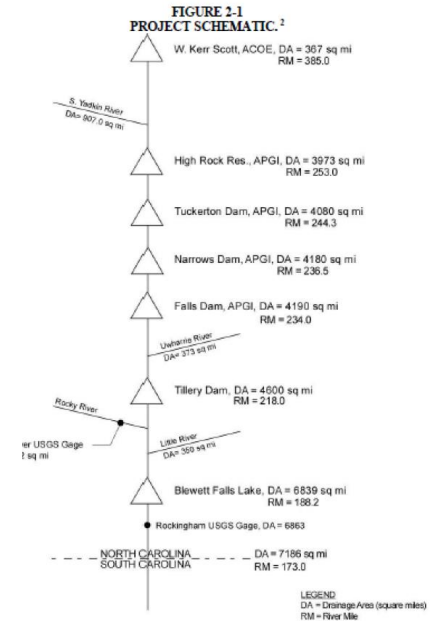 FIGURE 2-1
PROJECT SCHEMATIC. 2
W. Kerr Scott, ACOE, DA = 367 sq mi
RM = 385.0
S. Yadkin River
DA= 907.0 sq mi
High Rock Res., APGI, DA = 3973 sq mi
RM = 253.0
Tuckerton Dam, APGI, DA = 4080 sq mi
RM = 244.3
Narrows Dam, APGI, DA = 4180 sq mi
RM = 236.5
Falls Dam, APGI, DA = 4190 sq mi
RM = 234.0
Uwharrie River
DA= 373 sq mi
Tillery Dam, DA = 4600 sq mi
RM = 218.0
Rocky River
er USGS Gage
2 sq mi
Little River
DA= 350 sq mi
Blewett Falls Lake, DA = 6839 sq mi
RM = 188.2
Rockingham USGS Gage, DA = 6863
NORTH CAROLINA
SOUTH CAROLINA
DA = 7186 sq mi
RM = 173.0
LEGEND
DA = Drainage Area (square miles)
RM = River Mile